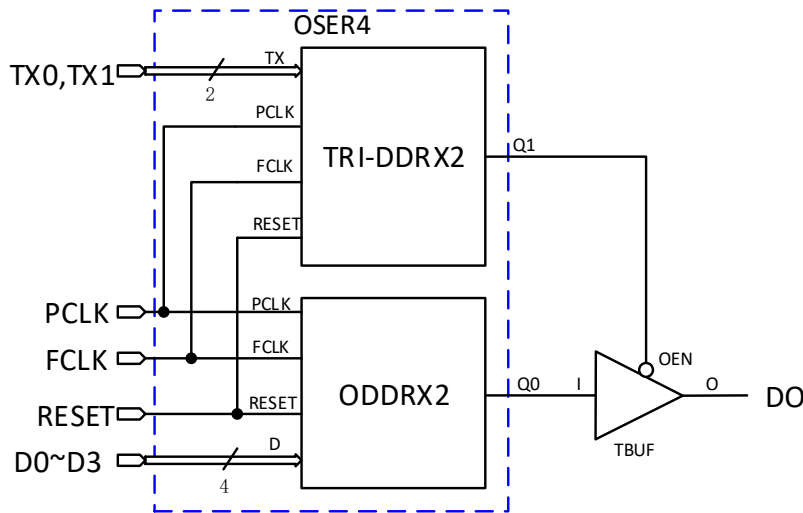 OSER4
TX0,TX1
2
TX
PCLK
FCLK
RESET
TRI-DDRX2
Q1
PCLK
FCLK
RESET
D0~D3
4
PCLK
FCLK
RESET
D
ODDRX2
Q0
I
OEN
O
DO
TBUF